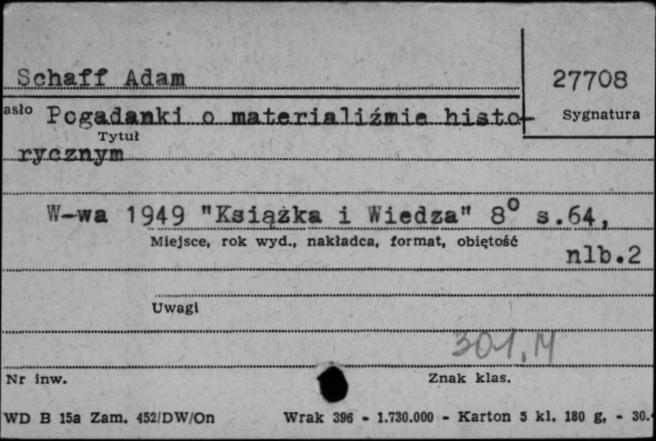 Schaff Adam
27708
asło Pogadanki o materialiźmie histo-
Sygnatura
Tytuł
rycznym
W-wa 1949 "Książka i Wiedza" 8° s.64,
Miejsce, rok wyd., nakładca, format, objętość
nlb.2
Uwagi
301,M
Nr inw.
Znak klas.
WD B 15a Zam. 452/DW/On Wrak 396 - 1.730.000 - Karton 5 kl. 180 g, - 30.